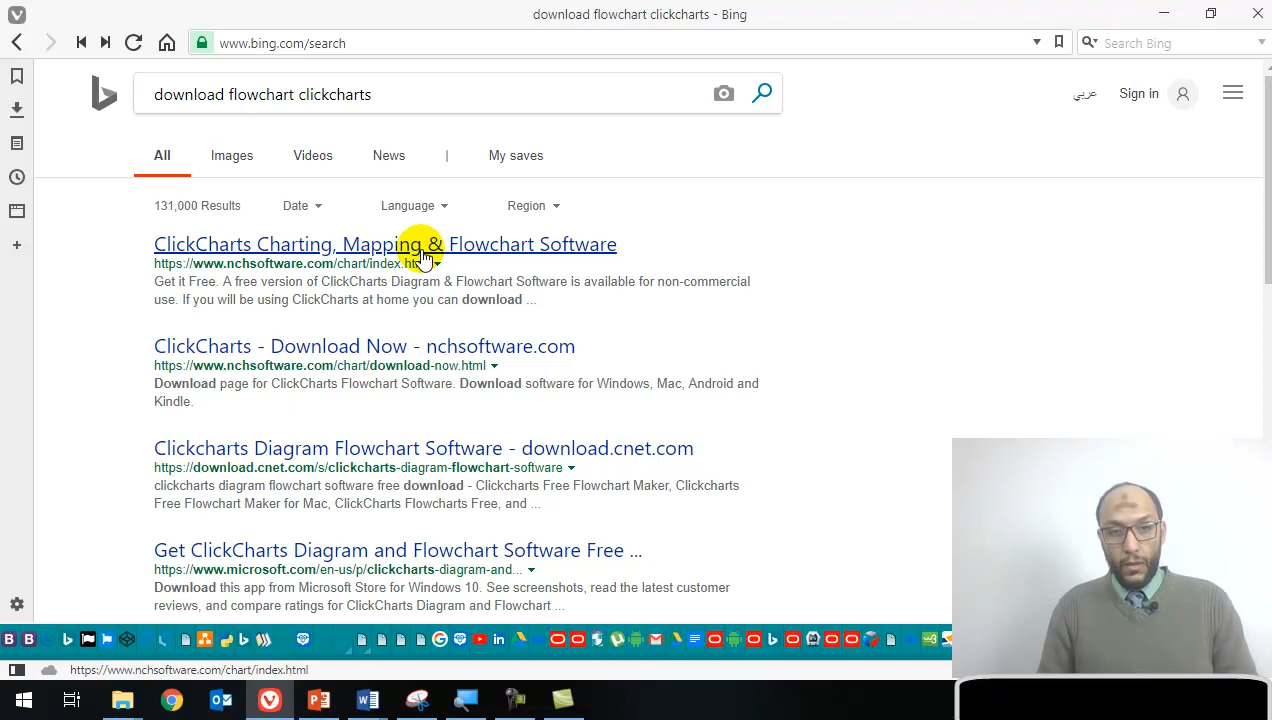 download flowchart clickcharts - Bing
www.bing.com/search
Search Bing
download flowchart clickcharts
عربي
Sign in
All
Images
Videos
News
|
My saves
131,000 Results
Date
Language
Region
ClickCharts Charting, Mapping & Flowchart Software
https://www.nchsoftware.com/chart/index.ht
Get it Free. A free version of ClickCharts Diagram & Flowchart Software is available for non-commercial
use. If you will be using ClickCharts at home you can download ...
ClickCharts - Download Now - nchsoftware.com
https://www.nchsoftware.com/chart/download-now.html
Download page for ClickCharts Flowchart Software. Download software for Windows, Mac, Android and
Kindle.
Clickcharts Diagram Flowchart Software - download.cnet.com
https://download.cnet.com/s/clickcharts-diagram-flowchart-software
clickcharts diagram flowchart software free download - Clickcharts Free Flowchart Maker, Clickcharts
Free Flowchart Maker for Mac, ClickCharts Flowcharts Free, and ...
Get ClickCharts Diagram and Flowchart Software Free ...
https://www.microsoft.com/en-us/p/clickcharts-diagram-and...
Download this app from Microsoft Store for Windows 10. See screenshots, read the latest customer
reviews, and compare ratings for ClickCharts Diagram and Flowchart ...
https://www.nchsoftware.com/chart/index.html